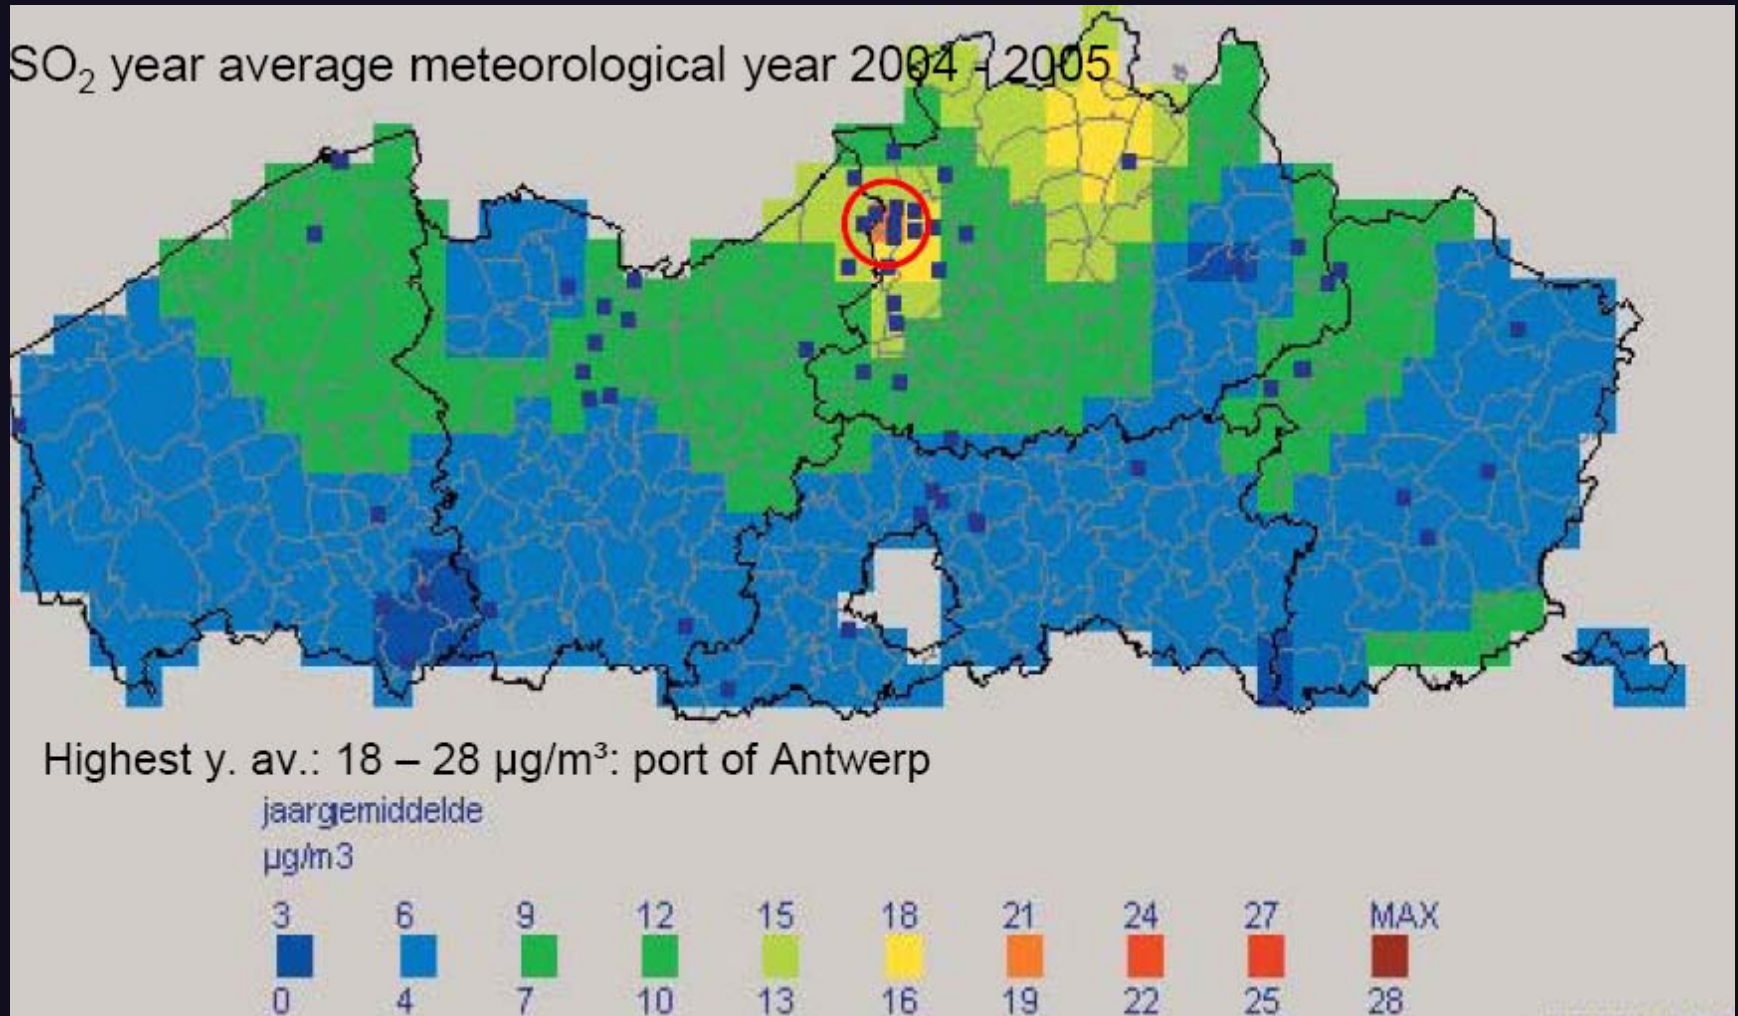 SO₂ year average meteorological year 2004 - 2005
Highest y. av.: 18 – 28 µg/m³: port of Antwerp
jaargemiddelde
µg/m3
3 6 9 12 15 18 21 24 27 MAX
0 4 7 10 13 16 19 22 25 28